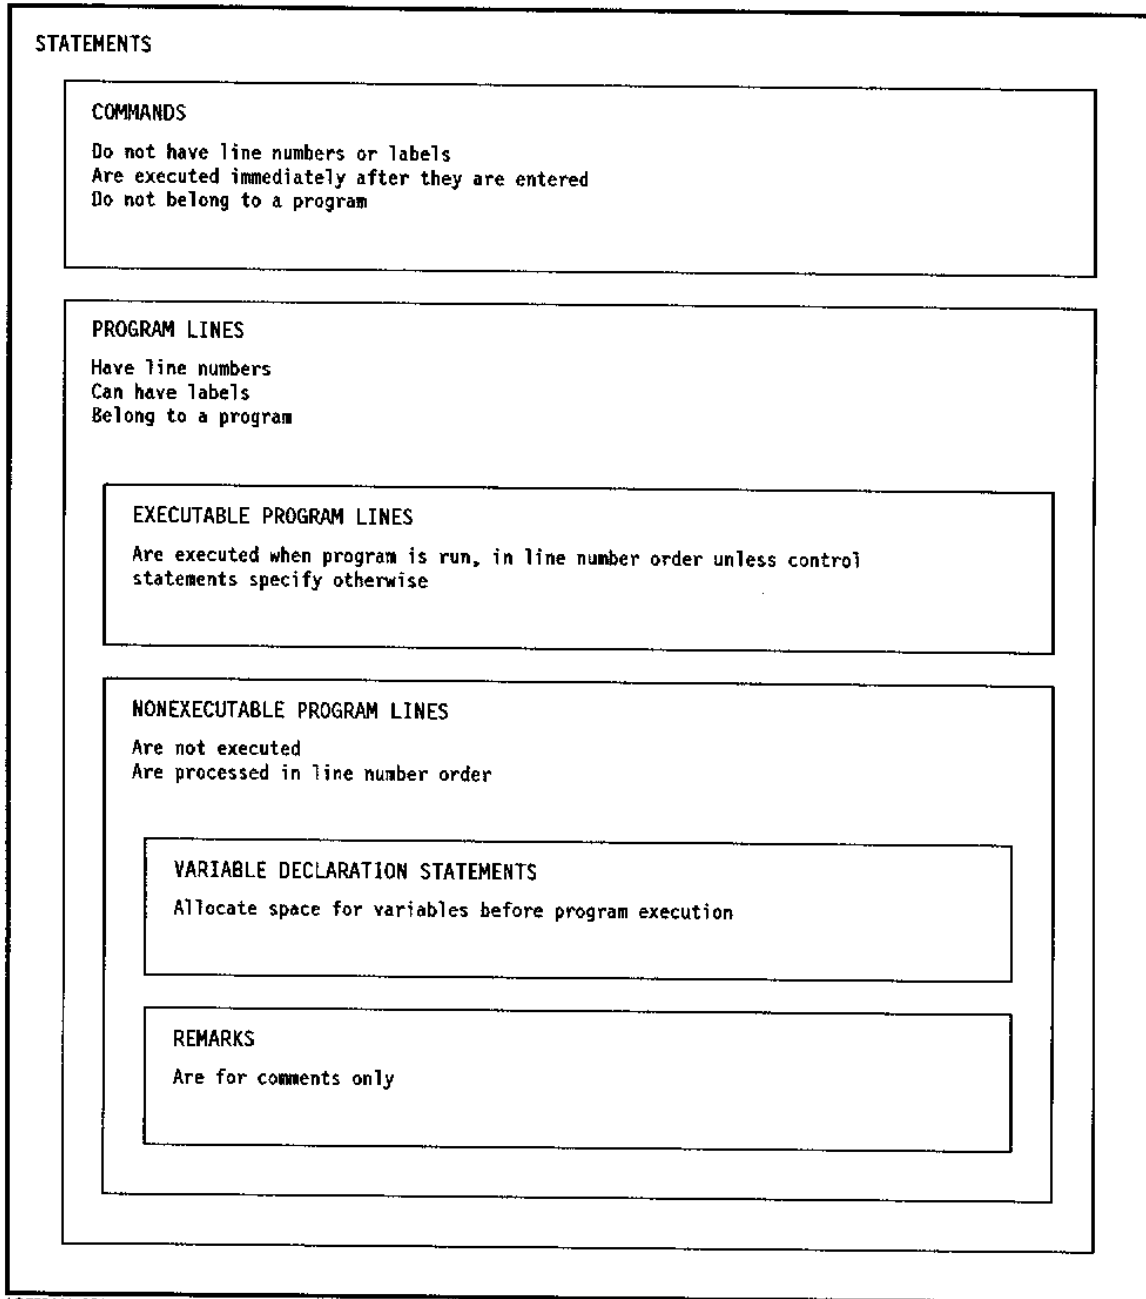 STATEMENTS
COMMANDS
Do not have line numbers or labels
Are executed immediately after they are entered
Do not belong to a program
PROGRAM LINES
Have line numbers
Can have labels
Belong to a program
EXECUTABLE PROGRAM LINES
Are executed when program is run, in line number order unless control
statements specify otherwise
NONEXECUTABLE PROGRAM LINES
Are not executed
Are processed in line number order
VARIABLE DECLARATION STATEMENTS
Allocate space for variables before program execution
REMARKS
Are for comments only